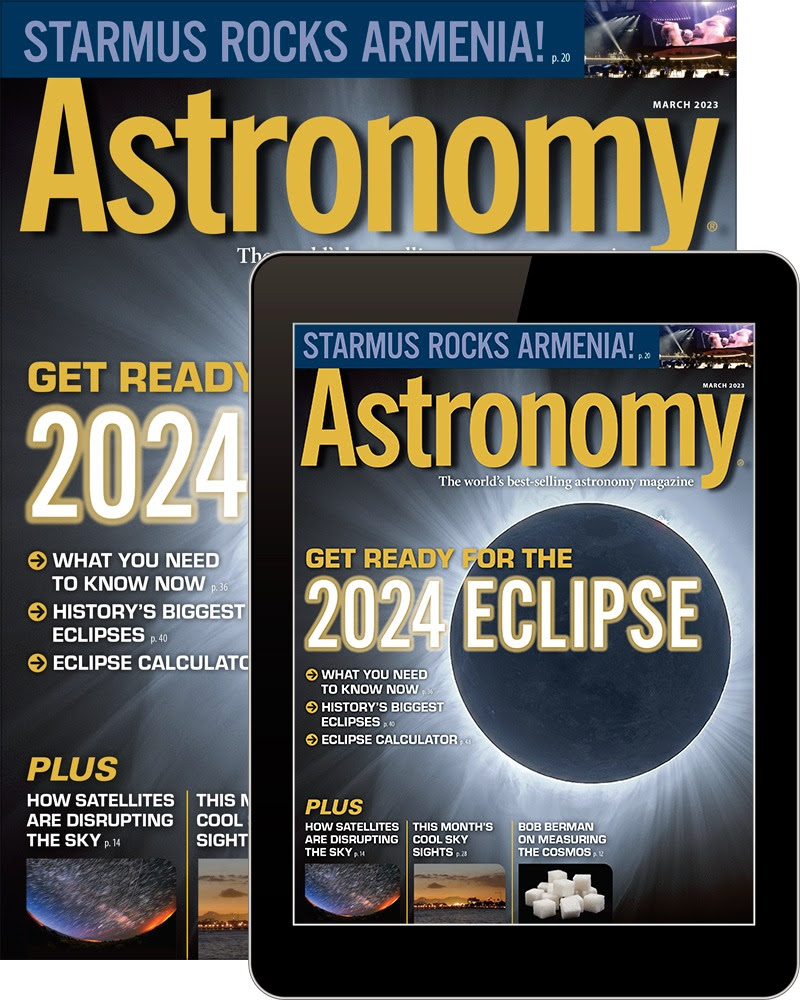 STARMUS ROCKS ARMENIA! p. 20
MARCH 2023
Astronomy®
GET READY
2024
WHAT YOU NEED
TO KNOW NOW p. 36
HISTORY'S BIGGEST
ECLIPSES p. 40
ECLIPSE
PLUS
HOW SATELLITES
ARE DISRUPTING
THE SKY p. 14
THIS
COOL
STARMUS ROCKS ARMENIA! p. 20
MARCH 2023
Astronomy®
The world's best-selling astronomy magazine
GET READY FOR THE
2024 ECLIPSE
WHAT YOU NEED
TO KNOW NOW p. 36
HISTORY'S BIGGEST
ECLIPSES p. 40
ECLIPSE CALCULATOR
PLUS
HOW SATELLITES
ARE DISRUPTING
THE SKY p. 14
THIS MONTH'S
COOL SKY
SIGHTS p. 28
BOB BERMAN
ON MEASURING
THE COSMOS p. 12